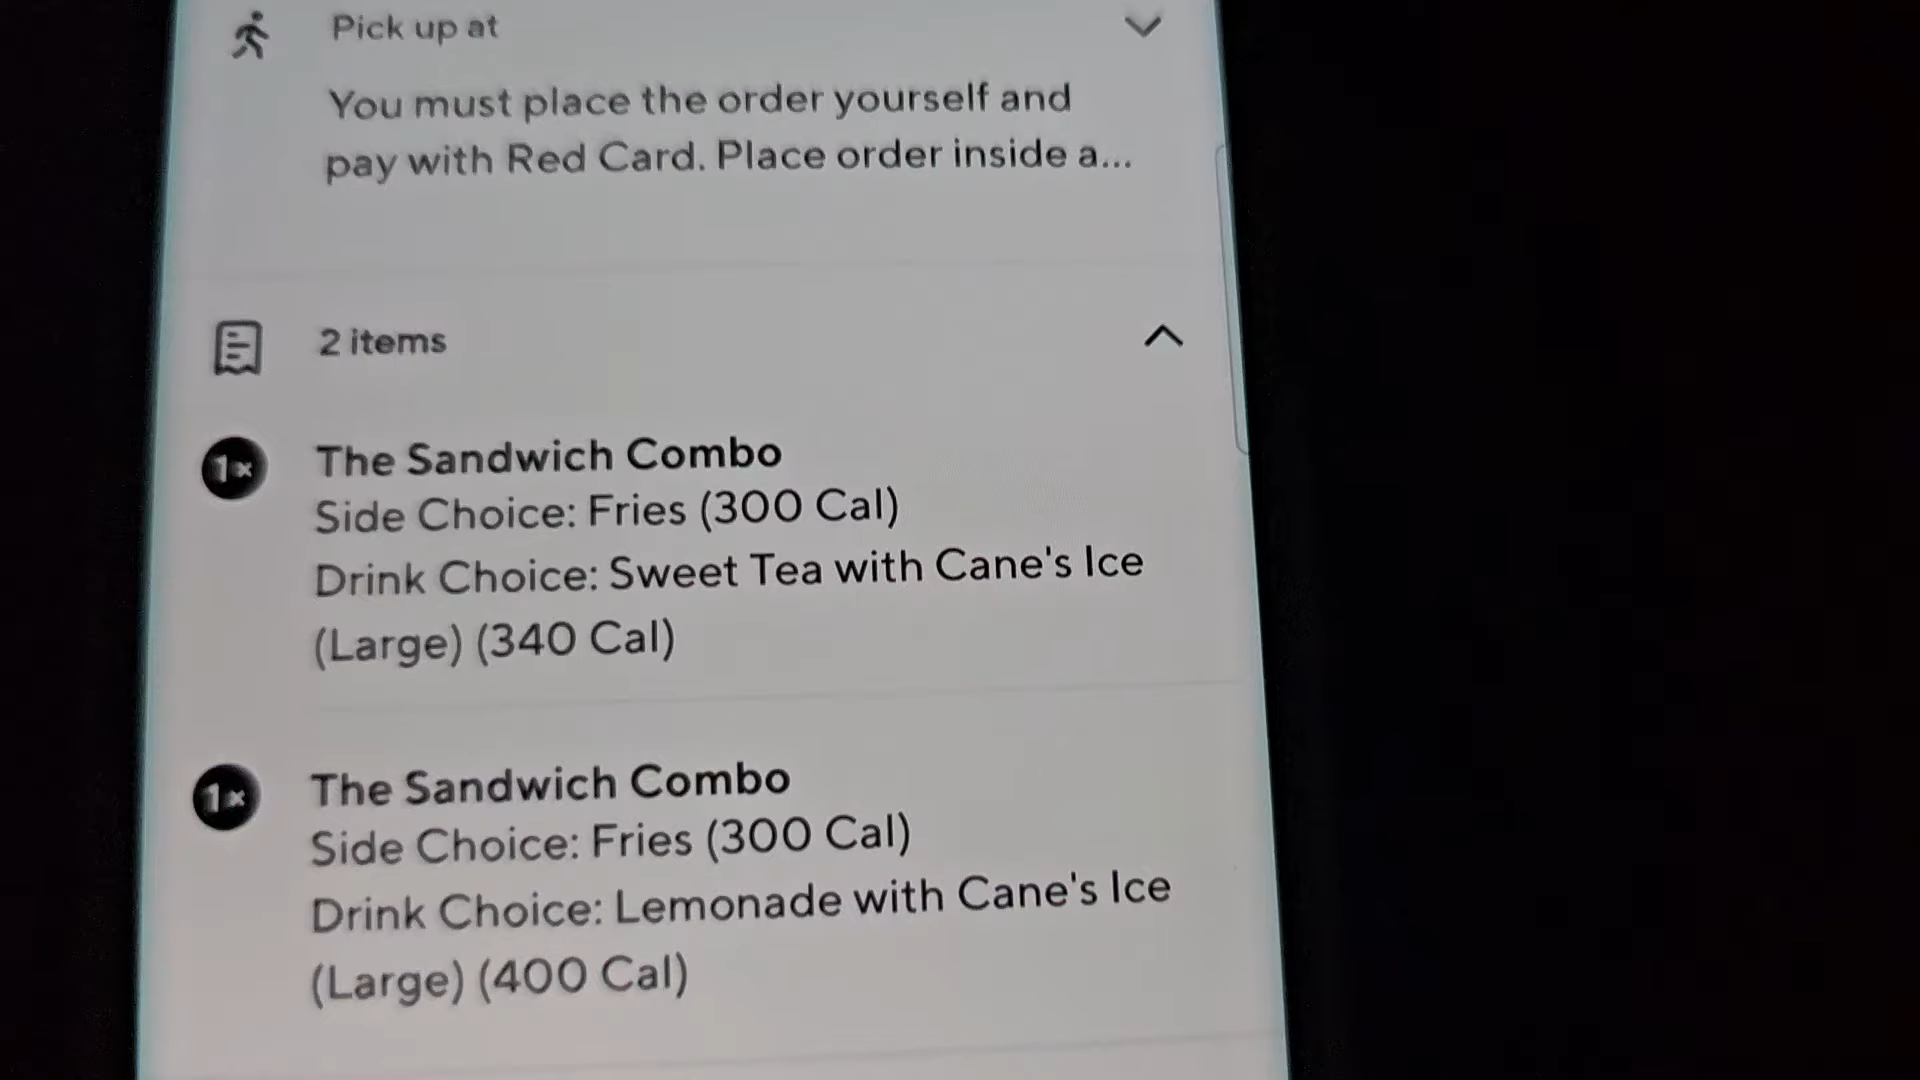 Pick up at
You must place the order yourself and
pay with Red Card. Place order inside a...
2 items
1x
The Sandwich Combo
Side Choice: Fries (300 Cal)
Drink Choice: Sweet Tea with Cane's Ice
(Large) (340 Cal)
1x
The Sandwich Combo
Side Choice: Fries (300 Cal)
Drink Choice: Lemonade with Cane's Ice
(Large) (400 Cal)